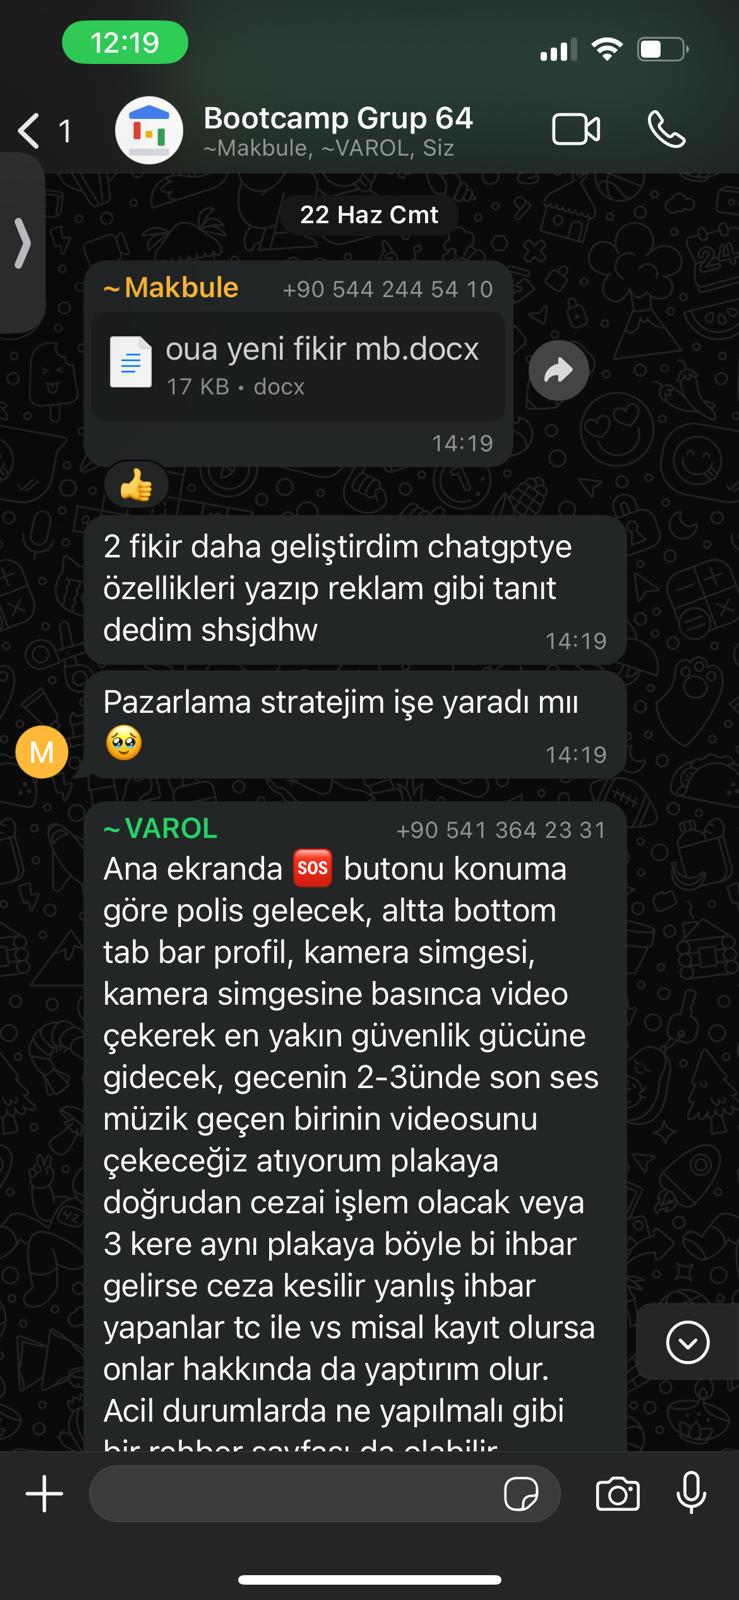 12:19
1
Bootcamp Grup 64
~Makbule, ~VAROL, Siz
22 Haz Cmt
~Makbule +90 544 244 54 10
oua yeni fikir mb.docx
17 KB • docx
14:19
2 fikir daha geliştirdim chatgptye
özellikleri yazıp reklam gibi tanıt
dedim shsjdhw
14:19
Pazarlama stratejim işe yaradı mıı
🥹
14:19
M
~VAROL +90 541 364 23 31
Ana ekranda 🆘 butonu konuma
göre polis gelecek, altta bottom
tab bar profil, kamera simgesi,
kamera simgesine basınca video
çekerek en yakın güvenlik gücüne
gidecek, gecenin 2-3ünde son ses
müzik geçen birinin videosunu
çekeceğiz atıyorum plakaya
doğrudan cezai işlem olacak veya
3 kere aynı plakaya böyle bi ihbar
gelirse ceza kesilir yanlış ihbar
yapanlar tc ile vs misal kayıt olursa
onlar hakkında da yaptırım olur.
Acil durumlarda ne yapılmalı gibi
bir rehber sayfası da olabilir